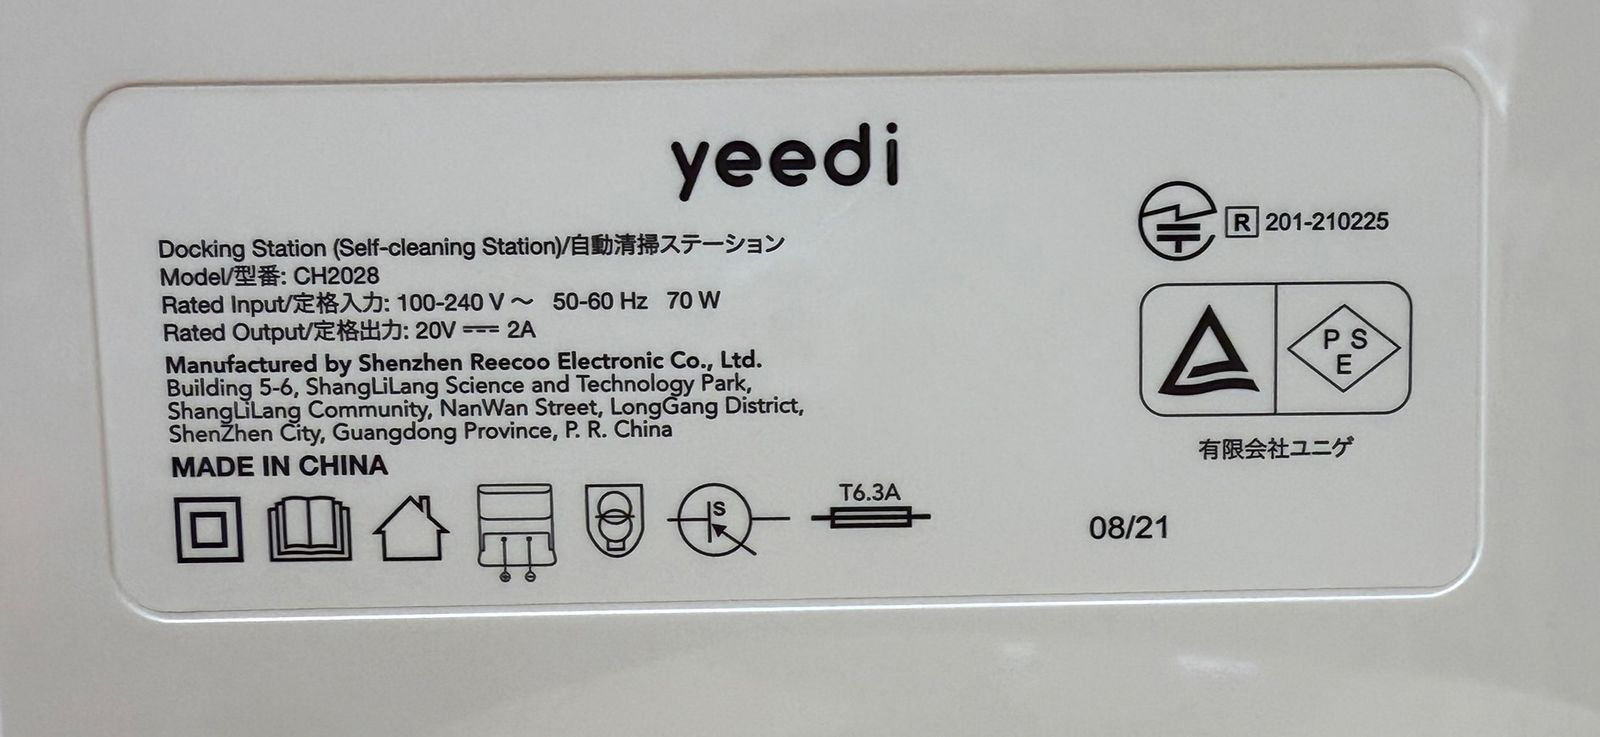 yeedi
Docking Station (Self-cleaning Station)/自動清掃ステーション
Model/型番: CH2028
Rated Input/定格入力: 100-240 V ～ 50-60 Hz 70 W
Rated Output/定格出力: 20V ⎓ 2A
Manufactured by Shenzhen Reecoo Electronic Co., Ltd.
Building 5-6, ShangLiLang Science and Technology Park,
ShangLiLang Community, NanWan Street, LongGang District,
ShenZhen City, Guangdong Province, P. R. China
MADE IN CHINA
S
T6.3A
R 201-210225
P S
E
有限会社ユニゲ
08/21